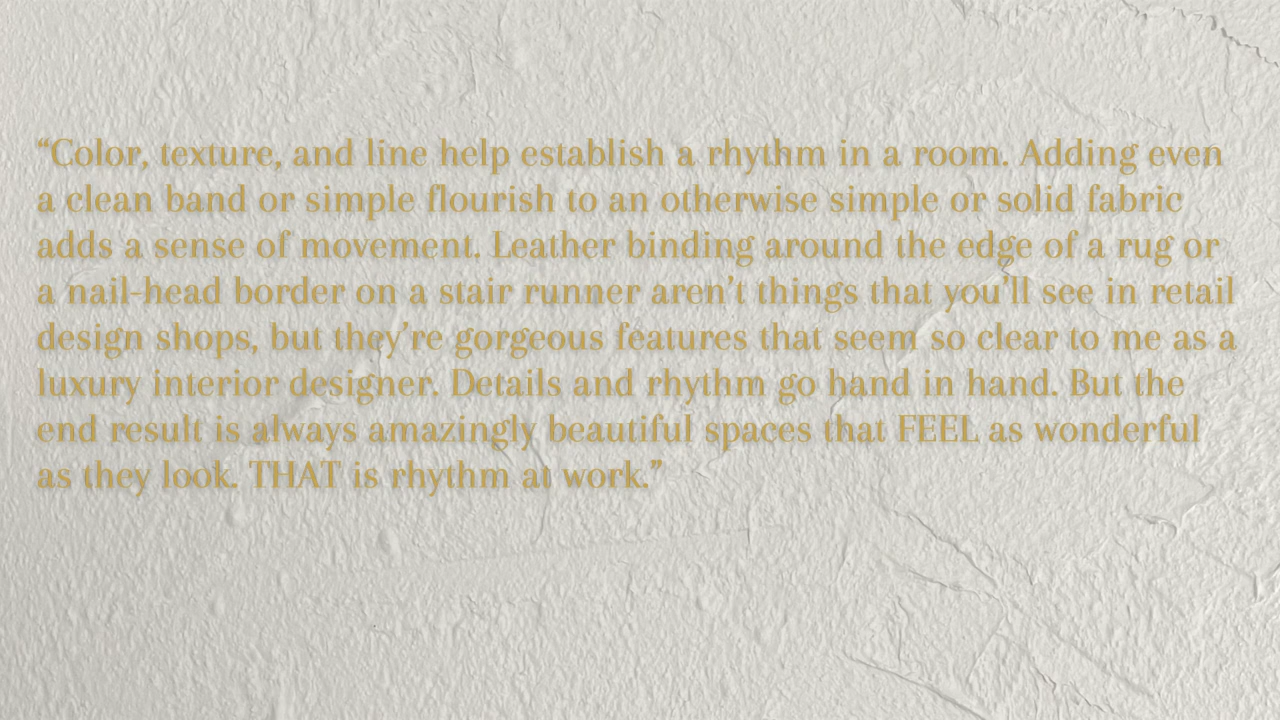 “Color, texture, and line help establish a rhythm in a room. Adding even
a clean band or simple flourish to an otherwise simple or solid fabric
adds a sense of movement. Leather binding around the edge of a rug or
a nail-head border on a stair runner aren’t things that you’ll see in retail
design shops, but they’re gorgeous features that seem so clear to me as a
luxury interior designer. Details and rhythm go hand in hand. But the
end result is always amazingly beautiful spaces that FEEL as wonderful
as they look. THAT is rhythm at work.”